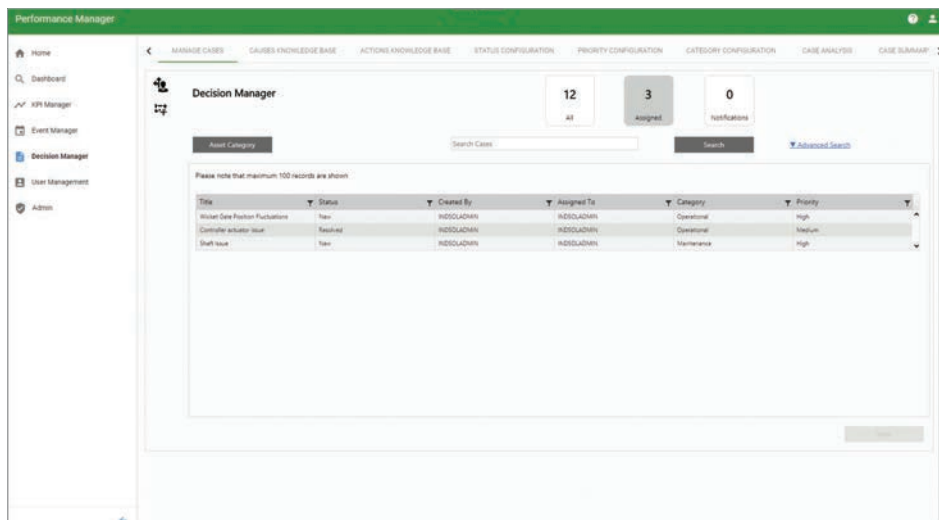 Performance Manager
Home
Dashboard
KPI Manager
Event Manager
Decision Manager
User Management
Admin
MANAGE CASES CAUSES KNOWLEDGE BASE ACTIONS KNOWLEDGE BASE STATUS CONFIGURATION PRIORITY CONFIGURATION CATEGORY CONFIGURATION CASE ANALYSIS CASE SUMMARY
Decision Manager
12 3 0
All Assigned Notifications
Asset Category Search Cases Search Advanced Search
Please note that maximum 100 records are shown
Title Status Created By Assigned To Category Priority
Wicket Gate Position Fluctuations New INDSOLADMIN INDSOLADMIN Operational High
Controller actuator issue Resolved INDSOLADMIN INDSOLADMIN Operational Medium
Shaft issue New INDSOLADMIN INDSOLADMIN Maintenance High